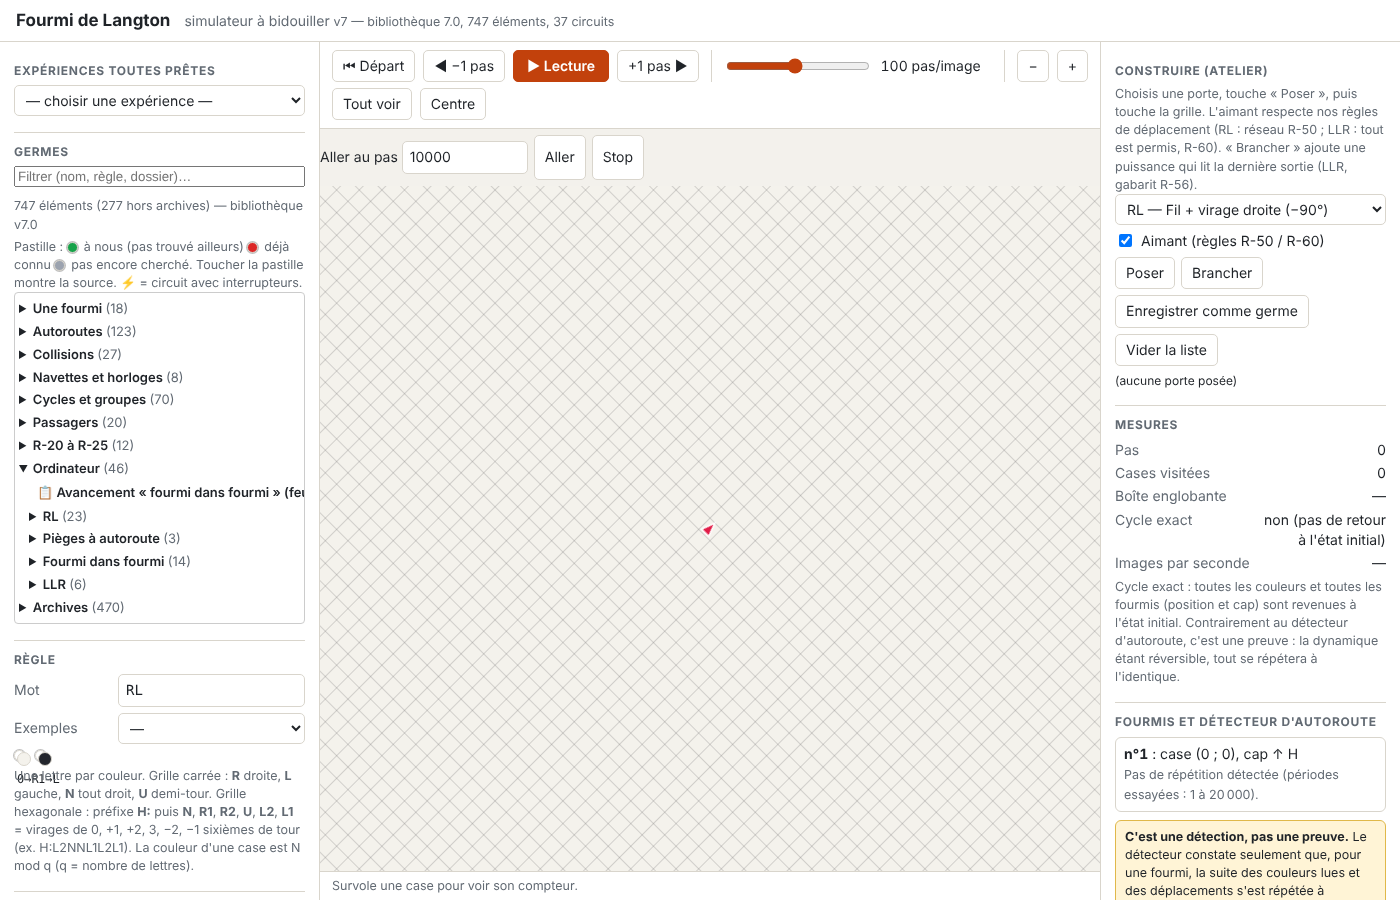 Fourmi de Langton simulateur à bidouiller v7 — bibliothèque 7.0, 747 éléments, 37 circuits
EXPÉRIENCES TOUTES PRÊTES
— choisir une expérience —
GERMES
Filtrer (nom, règle, dossier)…
747 éléments (277 hors archives) — bibliothèque
v7.0
Pastille : à nous (pas trouvé ailleurs) déjà
connu pas encore cherché. Toucher la pastille
montre la source. ⚡ = circuit avec interrupteurs.
▶ Une fourmi (18)
▶ Autoroutes (123)
▶ Collisions (27)
▶ Navettes et horloges (8)
▶ Cycles et groupes (70)
▶ Passagers (20)
▶ R-20 à R-25 (12)
▼ Ordinateur (46)
📋 Avancement « fourmi dans fourmi » (feu
▶ RL (23)
▶ Pièges à autoroute (3)
▶ Fourmi dans fourmi (14)
▶ LLR (6)
▶ Archives (470)
RÈGLE
Mot RL
Exemples —
0→R 1→L
Une lettre par couleur. Grille carrée : R droite, L
gauche, N tout droit, U demi-tour. Grille
hexagonale : préfixe H: puis N, R1, R2, U, L2, L1
= virages de 0, +1, +2, 3, −2, −1 sixièmes de tour
(ex. H:L2NNL1L2L1). La couleur d'une case est N
mod q (q = nombre de lettres).
⏮ Départ ◀ −1 pas ▶ Lecture +1 pas ▶ 100 pas/image − +
Tout voir Centre
Aller au pas 10000 Aller Stop
Survole une case pour voir son compteur.
CONSTRUIRE (ATELIER)
Choisis une porte, touche « Poser », puis
touche la grille. L'aimant respecte nos règles
de déplacement (RL : réseau R-50 ; LLR : tout
est permis, R-60). « Brancher » ajoute une
puissance qui lit la dernière sortie (LLR,
gabarit R-56).
RL — Fil + virage droite (−90°)
Aimant (règles R-50 / R-60)
Poser Brancher
Enregistrer comme germe
Vider la liste
(aucune porte posée)
MESURES
Pas 0
Cases visitées 0
Boîte englobante —
Cycle exact non (pas de retour
à l'état initial)
Images par seconde —
Cycle exact : toutes les couleurs et toutes les
fourmis (position et cap) sont revenues à
l'état initial. Contrairement au détecteur
d'autoroute, c'est une preuve : la dynamique
étant réversible, tout se répétera à
l'identique.
FOURMIS ET DÉTECTEUR D'AUTOROUTE
n°1 : case (0 ; 0), cap ↑ H
Pas de répétition détectée (périodes
essayées : 1 à 20 000).
C'est une détection, pas une preuve. Le
détecteur constate seulement que, pour
une fourmi, la suite des couleurs lues et
des déplacements s'est répétée à